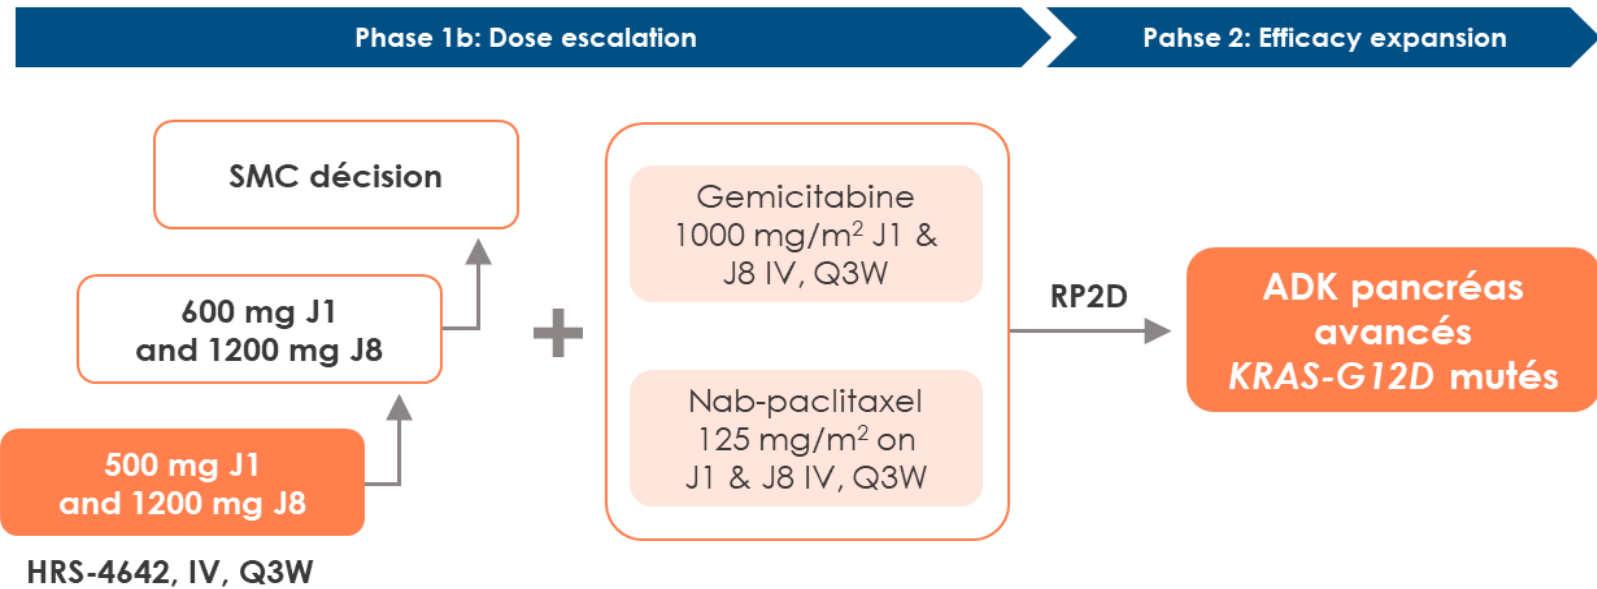 Phase 1b: Dose escalation
Pahse 2: Efficacy expansion
SMC décision
600 mg J1
and 1200 mg J8
500 mg J1
and 1200 mg J8
HRS-4642, IV, Q3W
+
Gemicitabine
1000 mg/m² J1 &
J8 IV, Q3W
Nab-paclitaxel
125 mg/m² on
J1 & J8 IV, Q3W
RP2D
ADK pancréas
avancés
KRAS-G12D mutés